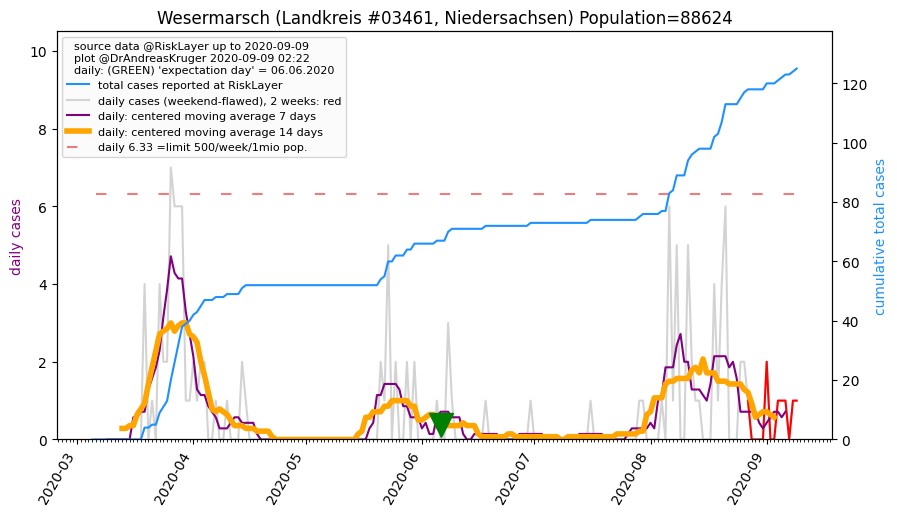 Wesermarsch (Landkreis #03461, Niedersachsen) Population=88624
source data @RiskLayer up to 2020-09-09
plot @DrAndreasKruger 2020-09-09 02:22
daily: (GREEN) 'expectation day' = 06.06.2020
total cases reported at RiskLayer
daily cases (weekend-flawed), 2 weeks: red
daily: centered moving average 7 days
daily: centered moving average 14 days
daily 6.33 =limit 500/week/1mio pop.
daily cases
10
8
6
4
2
0
120
100
80
60
40
20
0
cumulative total cases
2020-03
2020-04
2020-05
2020-06
2020-07
2020-08
2020-09